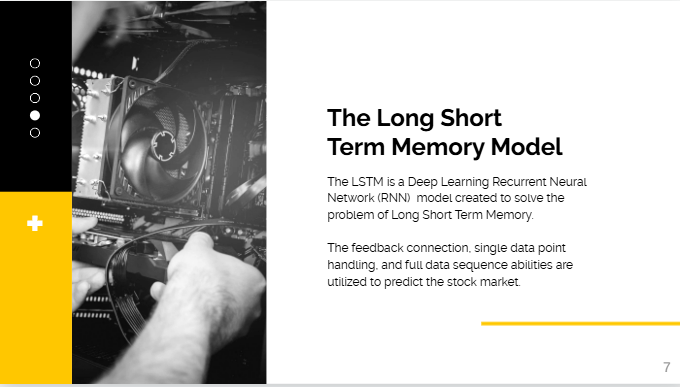 The Long Short
Term Memory Model
The LSTM is a Deep Learning Recurrent Neural
Network (RNN)  model created to solve the
problem of Long Short Term Memory.
The feedback connection, single data point
handling, and full data sequence abilities are
utilized to predict the stock market.
7